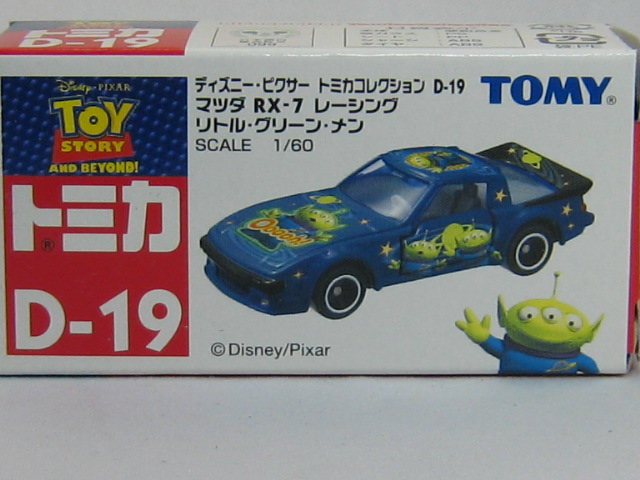 トミカ
D-19
Disney · PIXAR
TOY
STORY
AND BEYOND!
トミカ®
D-19
ディズニー・ピクサー トミカコレクション D-19
マツダ RX-7 レーシング
リトル・グリーン・メン
SCALE 1/60
TOMY®
Ooooh!
©Disney/Pixar